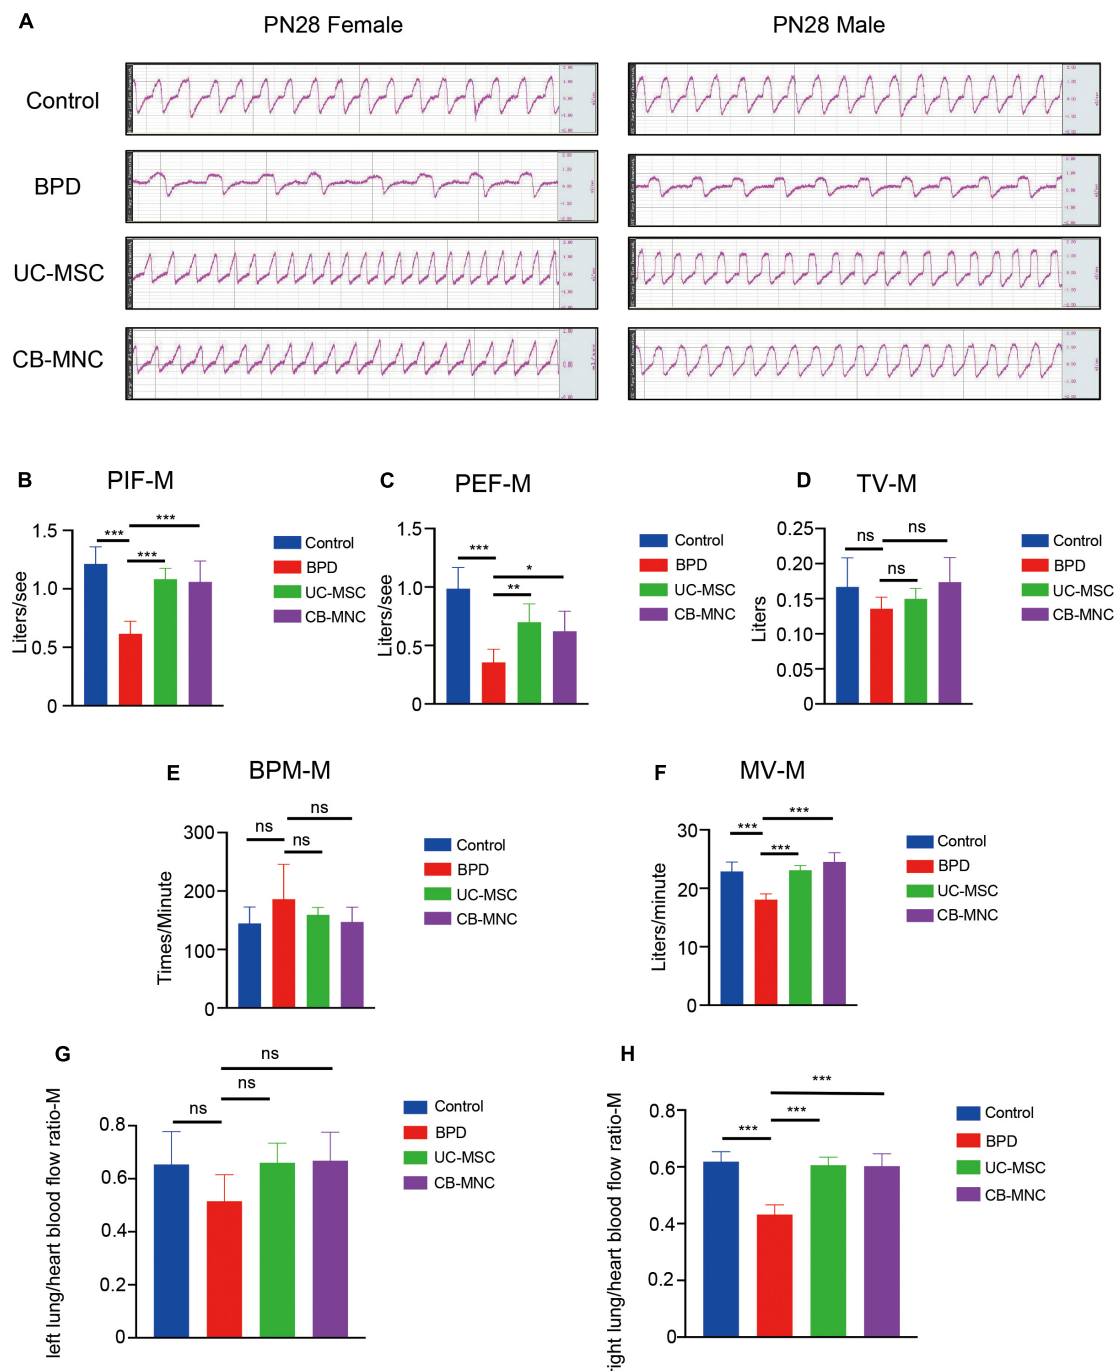 A
PN28 Female
PN28 Male
Control
BPD
UC-MSC
CB-MNC
B
PIF-M
1.5
1.0
0.5
0
Liters/see
***
***
***
Control
BPD
UC-MSC
CB-MNC
C
PEF-M
1.5
1.0
0.5
0
Liters/see
***
*
**
Control
BPD
UC-MSC
CB-MNC
D
TV-M
0.25
0.20
0.15
0.10
0.05
0
Liters
ns
ns
ns
Control
BPD
UC-MSC
CB-MNC
E
BPM-M
300
200
100
0
Times/Minute
ns
ns
ns
Control
BPD
UC-MSC
CB-MNC
F
MV-M
30
20
10
0
Liters/minute
***
***
***
Control
BPD
UC-MSC
CB-MNC
G
0.8
0.6
0.4
0.2
0
left lung/heart blood flow ratio-M
ns
ns
ns
Control
BPD
UC-MSC
CB-MNC
H
0.8
0.6
0.4
0.2
0
right lung/heart blood flow ratio-M
***
***
***
Control
BPD
UC-MSC
CB-MNC